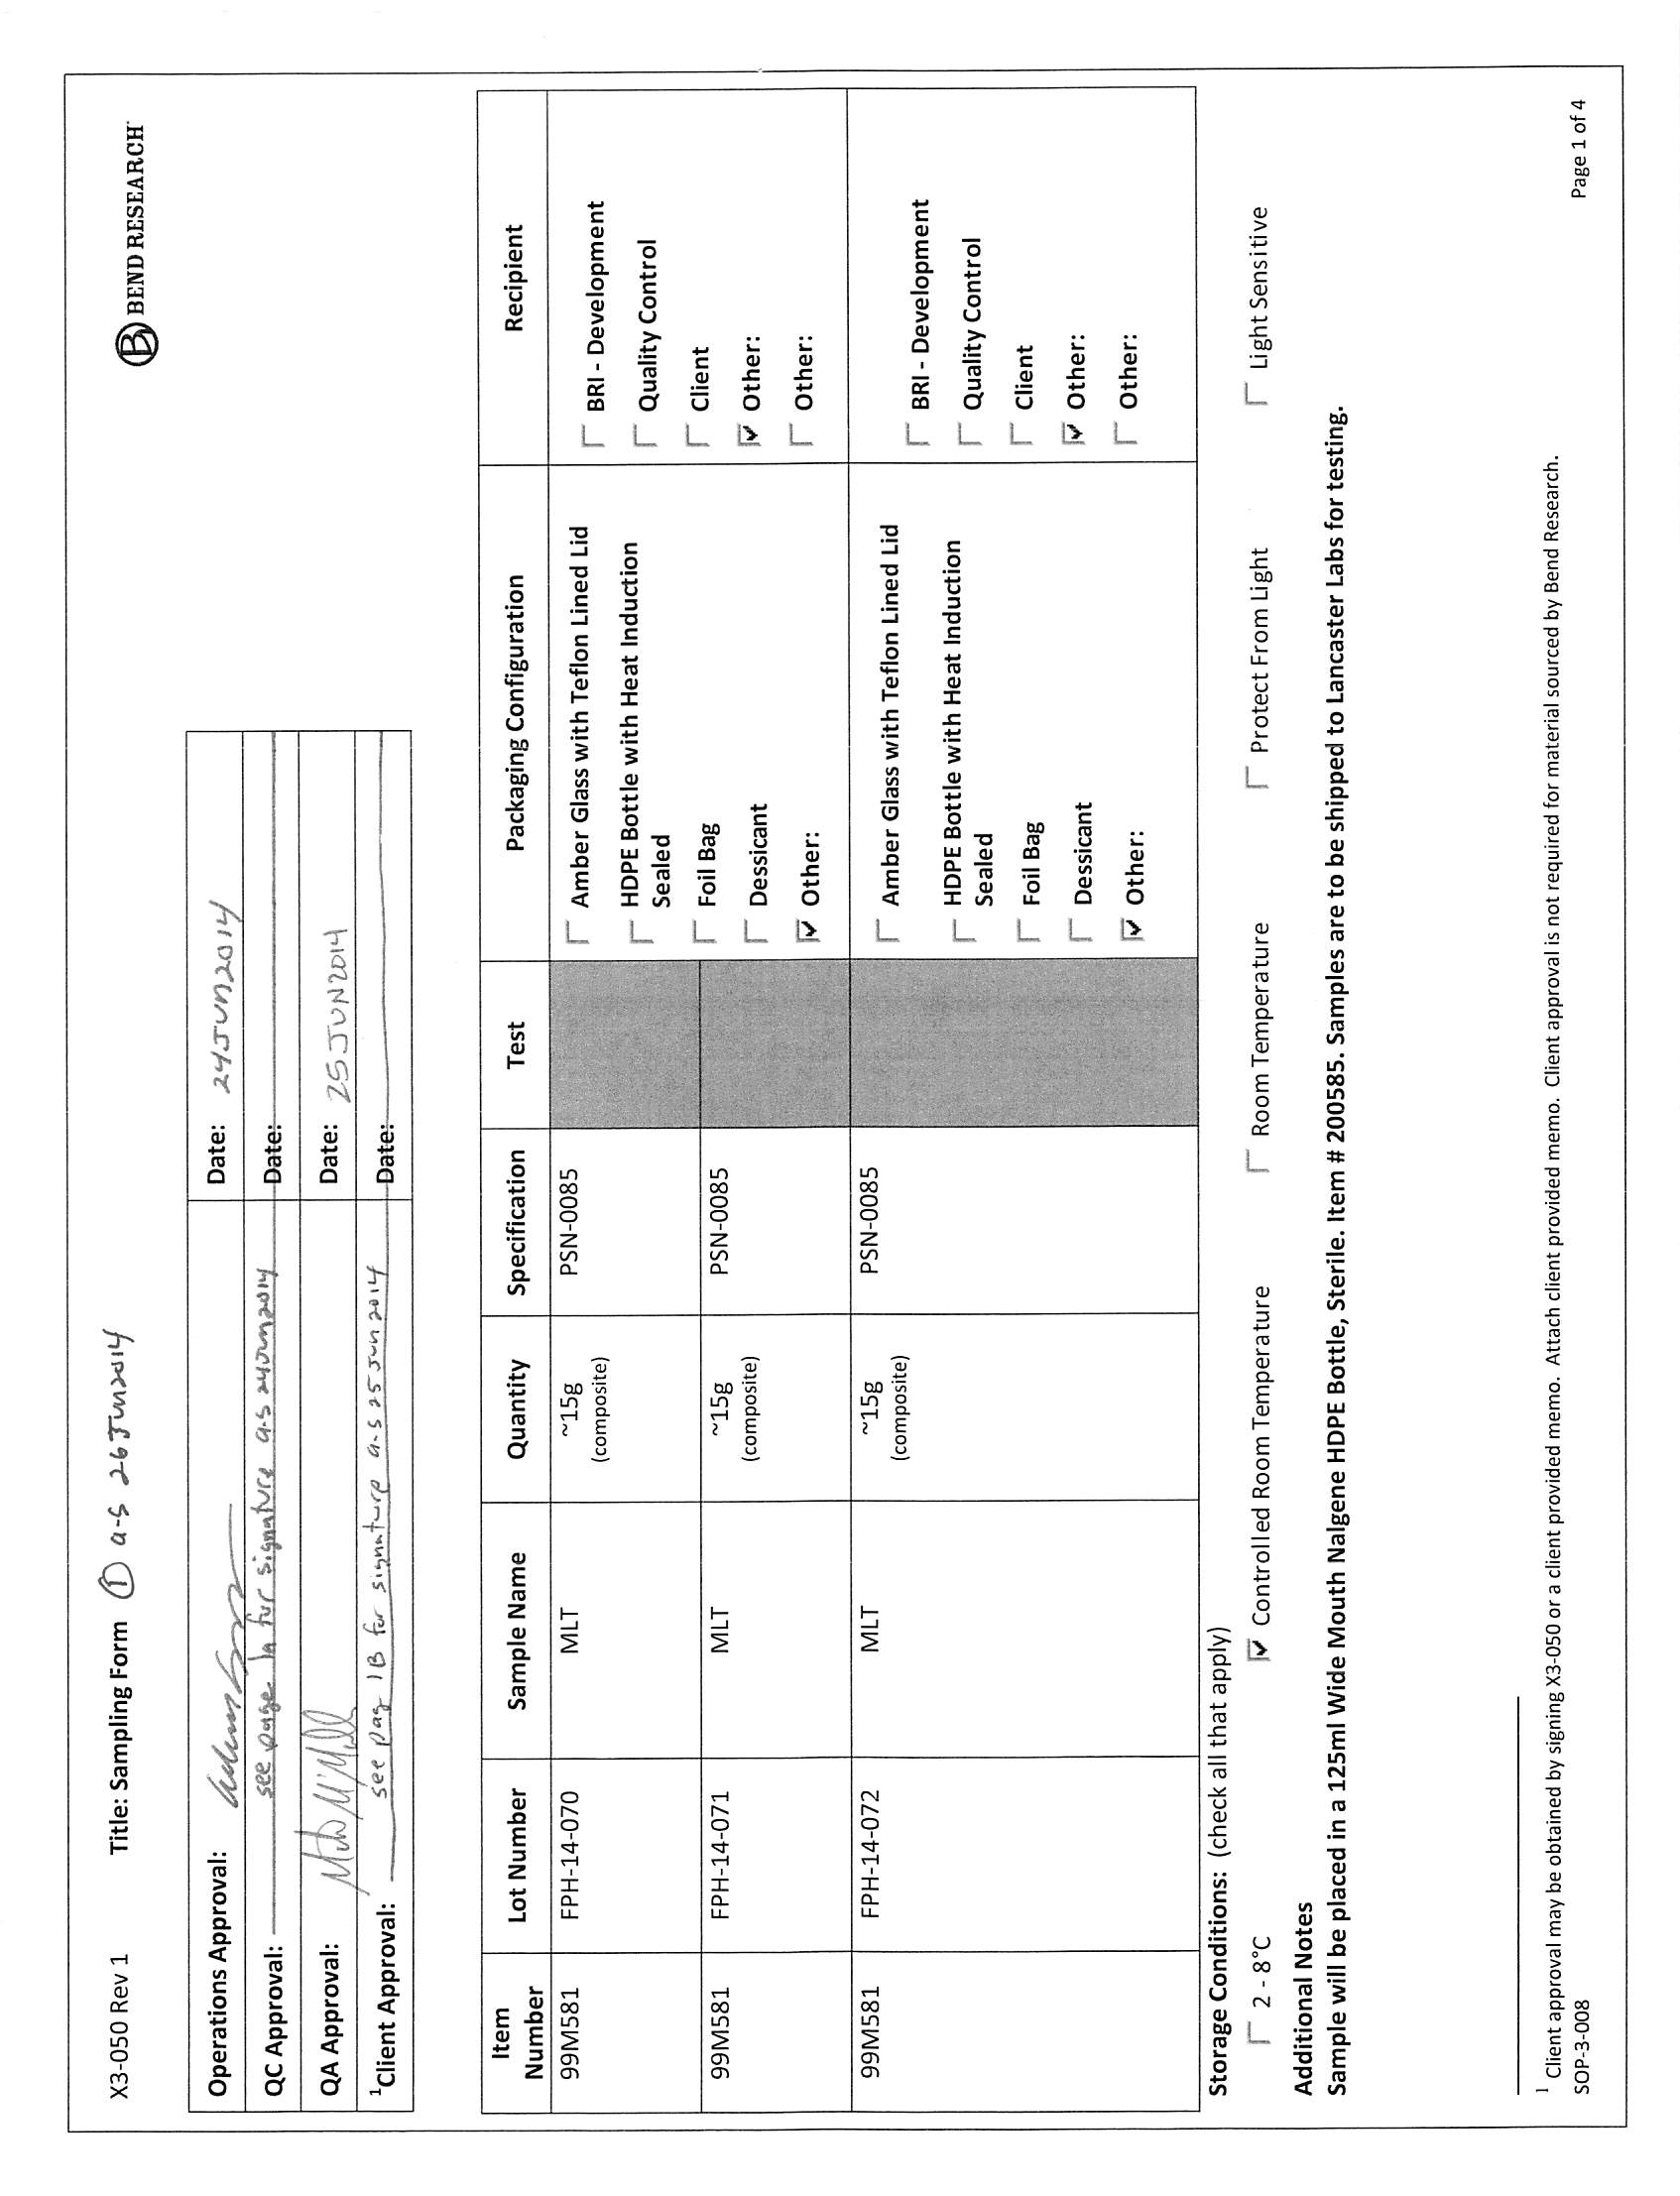 X3-050 Rev 1 Title: Sampling Form ① a-s 26Jun2014
BEND RESEARCH
Operations Approval: Date: 24JUN2014
QC Approval: see page 1a for signature a-s 24Jun2014 Date:
QA Approval: Date: 25JUN2014
¹Client Approval: see pag 1B for signature a-s 25Jun2014 Date:
Item Number Lot Number Sample Name Quantity Specification Test Packaging Configuration Recipient
99M581 FPH-14-070 MLT ~15g (composite) PSN-0085
99M581 FPH-14-071 MLT ~15g (composite) PSN-0085
Amber Glass with Teflon Lined Lid
HDPE Bottle with Heat Induction
Sealed
Foil Bag
Dessicant
Other:
BRI - Development
Quality Control
Client
Other:
Other:
99M581 FPH-14-072 MLT ~15g (composite) PSN-0085
Amber Glass with Teflon Lined Lid
HDPE Bottle with Heat Induction
Sealed
Foil Bag
Dessicant
Other:
BRI - Development
Quality Control
Client
Other:
Other:
Storage Conditions: (check all that apply)
2 - 8°C Controlled Room Temperature Room Temperature Protect From Light Light Sensitive
Additional Notes
Sample will be placed in a 125ml Wide Mouth Nalgene HDPE Bottle, Sterile. Item # 200585. Samples are to be shipped to Lancaster Labs for testing.
¹ Client approval may be obtained by signing X3-050 or a client provided memo. Attach client provided memo. Client approval is not required for material sourced by Bend Research.
SOP-3-008 Page 1 of 4